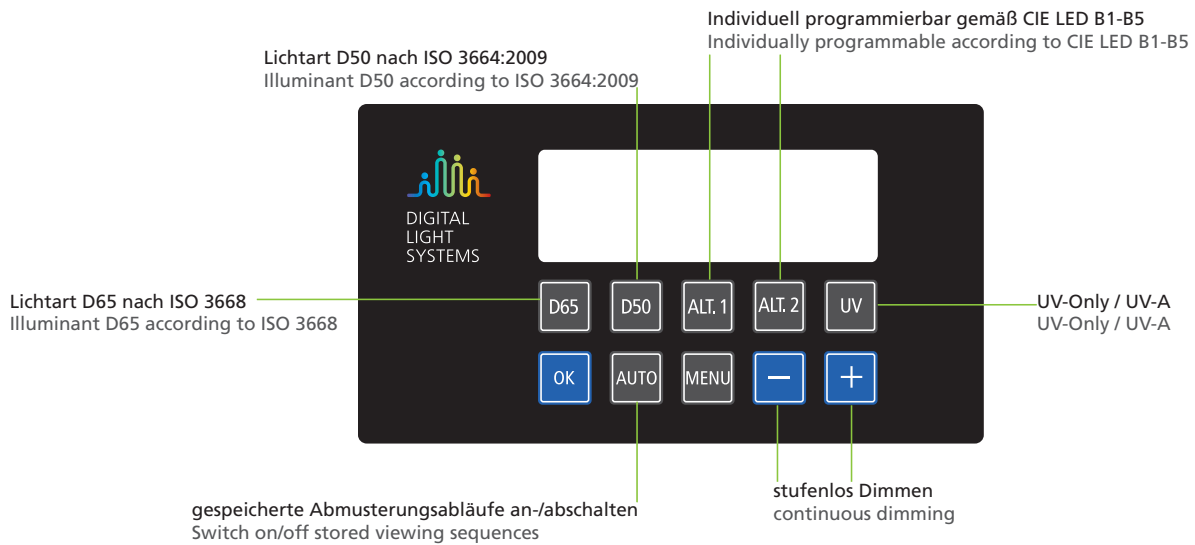 Individuell programmierbar gemäß CIE LED B1-B5
Individually programmable according to CIE LED B1-B5
Lichtart D50 nach ISO 3664:2009
Illuminant D50 according to ISO 3664:2009
DIGITAL
LIGHT
SYSTEMS
Lichtart D65 nach ISO 3668
Illuminant D65 according to ISO 3668
D65 D50 ALT. 1 ALT. 2 UV
UV-Only / UV-A
UV-Only / UV-A
OK AUTO MENU − +
gespeicherte Abmusterungsabläufe an-/abschalten
Switch on/off stored viewing sequences
stufenlos Dimmen
continuous dimming